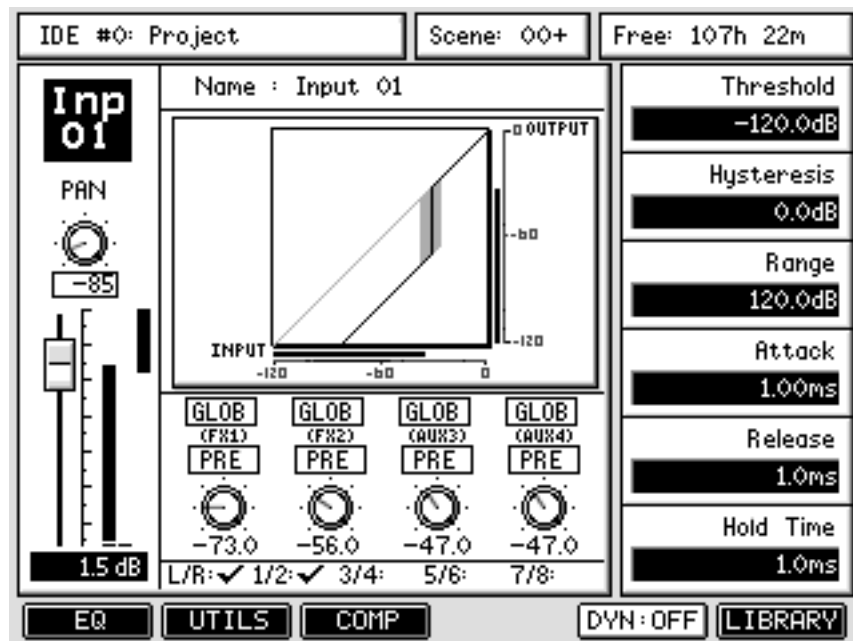 IDE #0: Project
Scene: 00+
Free: 107h 22m
Inp
01
PAN
-85
1.5 dB
Name : Input 01
0 OUTPUT
-60
-120
INPUT
-120 -60 0
GLOB GLOB GLOB GLOB
(FX1) (FX2) (AUX3) (AUX4)
PRE PRE PRE PRE
-73.0 -56.0 -47.0 -47.0
L/R:✔ 1/2:✔ 3/4: 5/6: 7/8:
Threshold
-120.0dB
Hysteresis
0.0dB
Range
120.0dB
Attack
1.00ms
Release
1.0ms
Hold Time
1.0ms
EQ UTILS COMP DYN:OFF LIBRARY